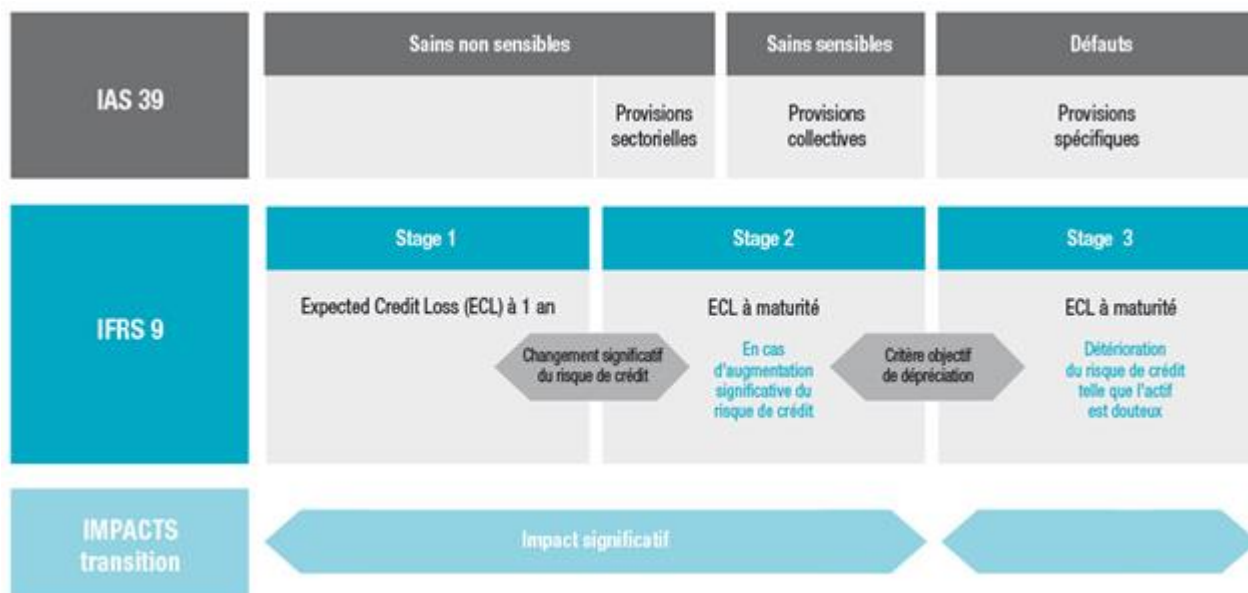 IAS 39
Sains non sensibles
Sains sensibles
Défauts
Provisions
sectorielles
Provisions
collectives
Provisions
spécifiques
IFRS 9
Stage 1
Stage 2
Stage 3
Expected Credit Loss (ECL) à 1 an
Changement significatif
du risque de crédit
ECL à maturité
En cas
d'augmentation
significative du
risque de crédit
Critère objectif
de dépréciation
ECL à maturité
Détérioration
du risque de crédit
telle que l'actif
est douteux
IMPACTS
transition
Impact significatif